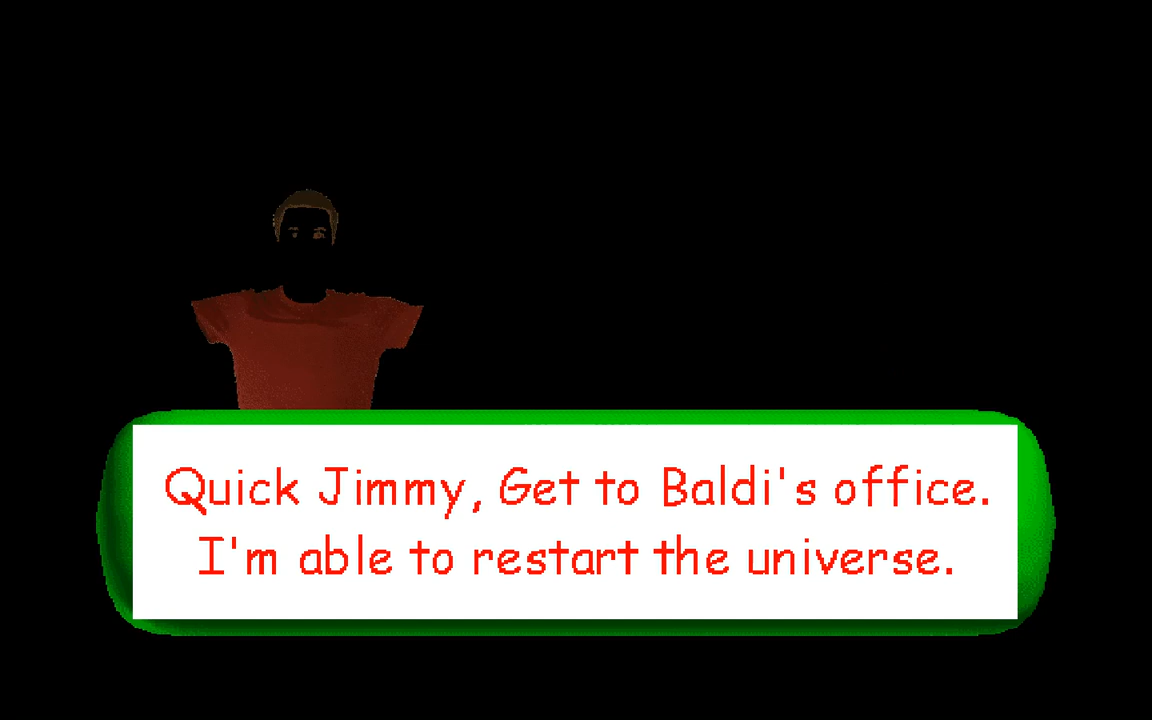 Quick Jimmy, Get to Baldi's office.
I'm able to restart the universe.